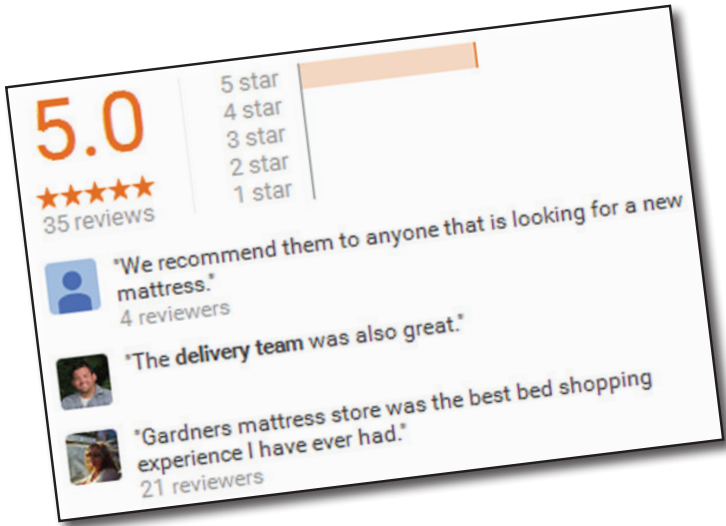 5.0
35 reviews
5 star
4 star
3 star
2 star
1 star
"We recommend them to anyone that is looking for a new
mattress."
4 reviewers
"The delivery team was also great."
"Gardners mattress store was the best bed shopping
experience I have ever had."
21 reviewers